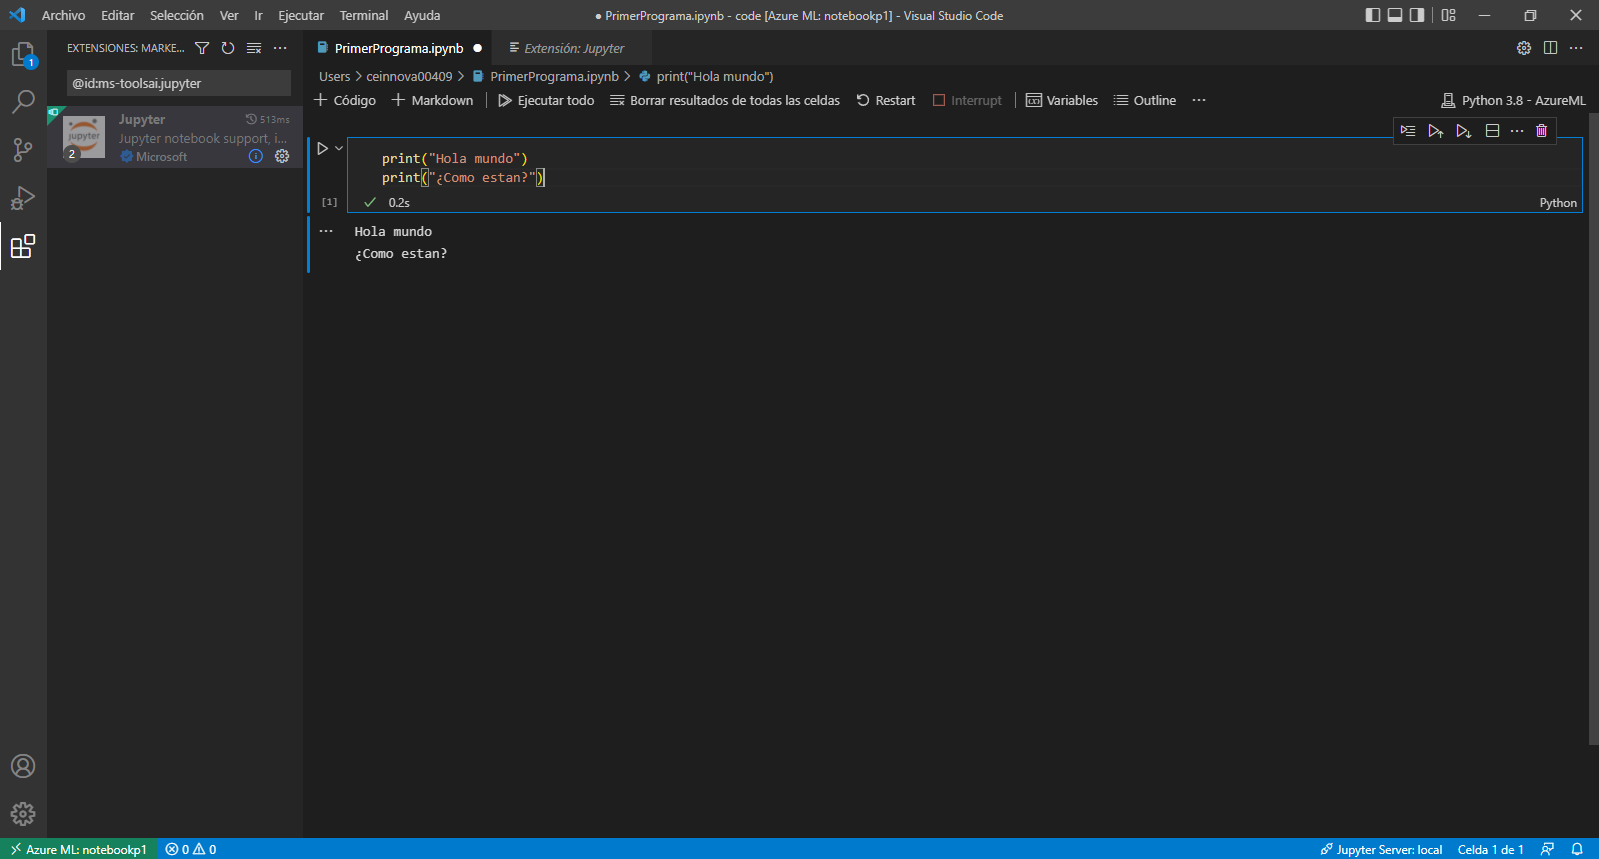 Archivo Editar Selección Ver Ir Ejecutar Terminal Ayuda
● PrimerPrograma.ipynb - code [Azure ML: notebookp1] - Visual Studio Code
EXTENSIONES: MARKE...
PrimerPrograma.ipynb ●
Extensión: Jupyter
1
@id:ms-toolsai.jupyter
Users > ceinnova00409 > PrimerPrograma.ipynb > print("Hola mundo")
+ Código + Markdown Ejecutar todo Borrar resultados de todas las celdas Restart Interrupt Variables Outline ...
Python 3.8 - AzureML
jupyter
2
Jupyter 513ms
Jupyter notebook support, i...
Microsoft
print("Hola mundo")
print("¿Como estan?")
[1] 0.2s Python
... Hola mundo
¿Como estan?
Azure ML: notebookp1 0 0 Jupyter Server: local Celda 1 de 1